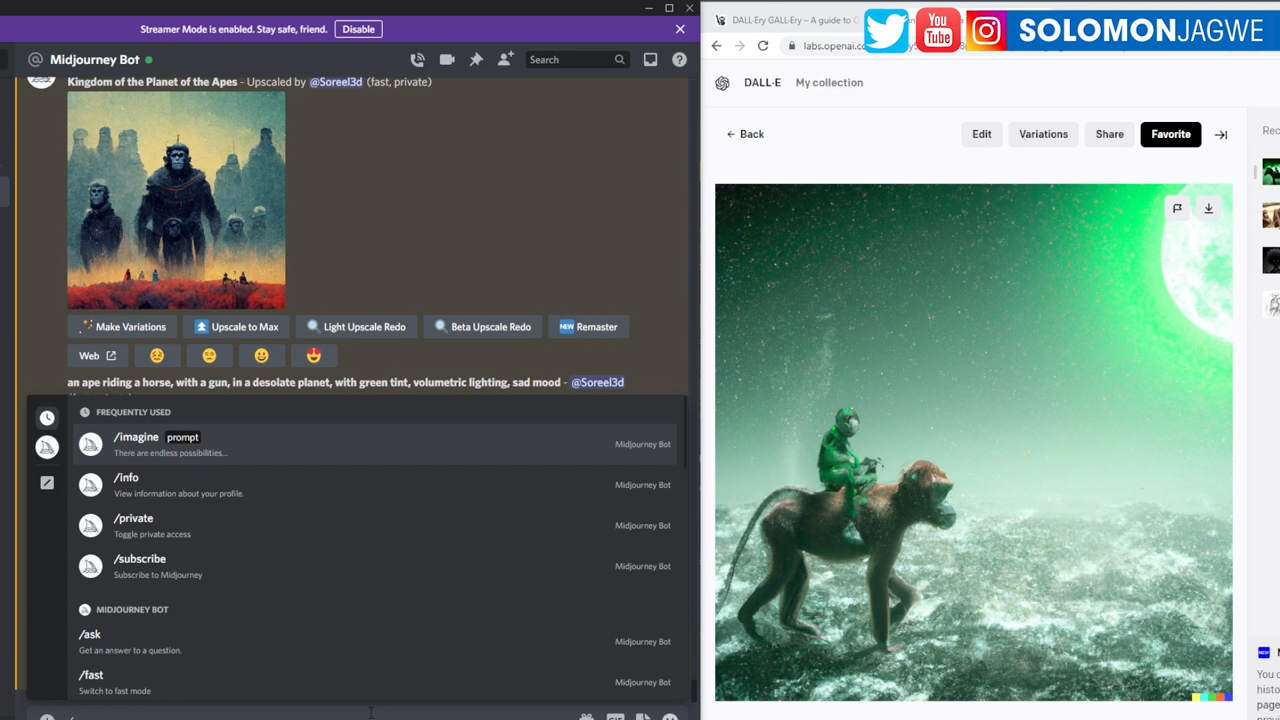 Streamer Mode is enabled. Stay safe, friend.
Disable
Midjourney Bot
Search
Kingdom of the Planet of the Apes - Upscaled by @Soreel3d (fast, private)
Make Variations
Upscale to Max
Light Upscale Redo
Beta Upscale Redo
NEW Remaster
Web
an ape riding a horse, with a gun, in a desolate planet, with green tint, volumetric lighting, sad mood - @Soreel3d
FREQUENTLY USED
/imagine prompt
There are endless possibilities...
Midjourney Bot
/info
View information about your profile.
Midjourney Bot
/private
Toggle private access
Midjourney Bot
/subscribe
Subscribe to Midjourney
Midjourney Bot
MIDJOURNEY BOT
/ask
Get an answer to a question.
Midjourney Bot
/fast
Switch to fast mode
Midjourney Bot
DALL·Ery GALL·Ery – A guide to
labs.openai.com
You
Tube
SOLOMONJAGWE
DALL·E
My collection
Back
Edit
Variations
Share
Favorite
NEW